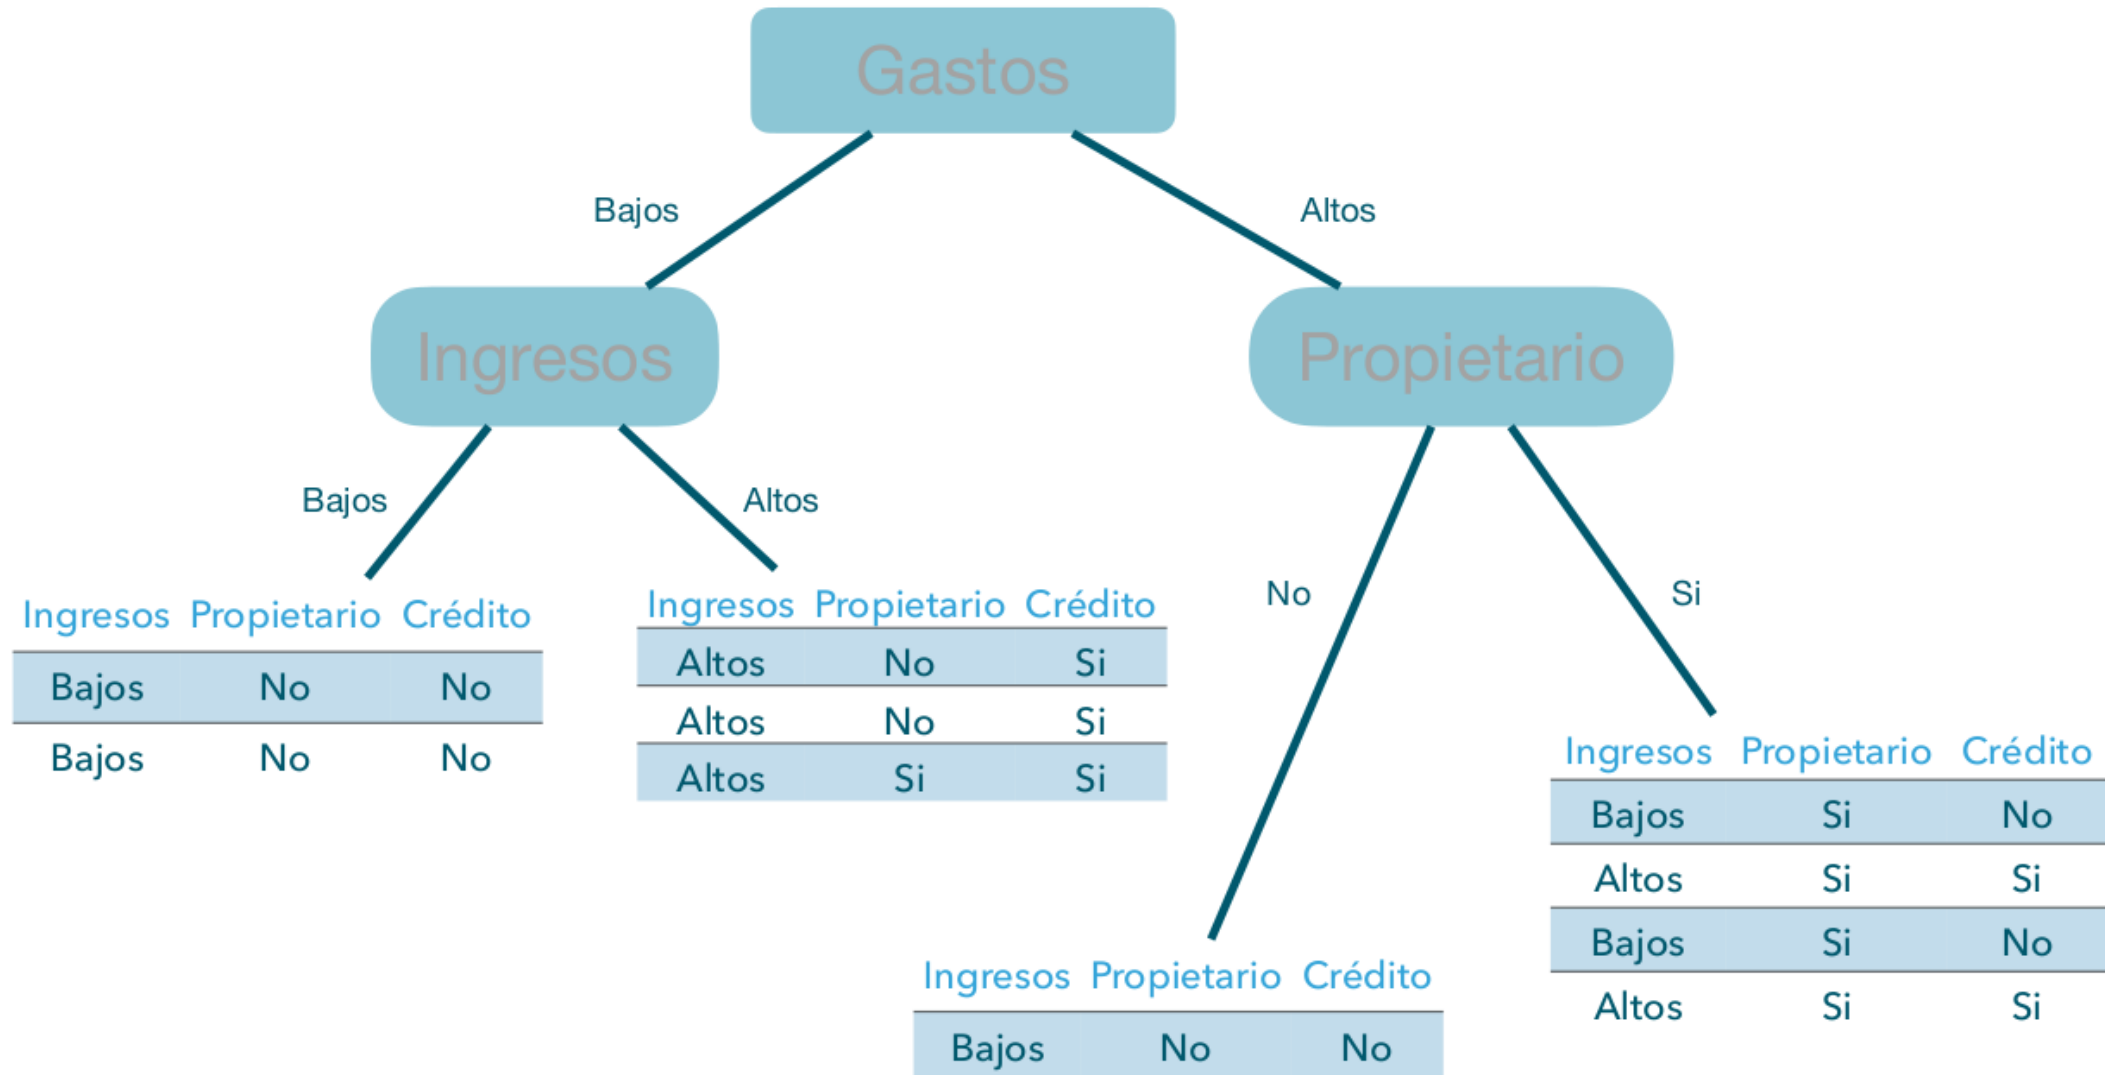 Gastos
Bajos
Altos
Ingresos
Propietario
Bajos
Altos
No
Si
Ingresos Propietario Crédito
Bajos No No
Bajos No No
Ingresos Propietario Crédito
Altos No Si
Altos No Si
Altos Si Si
Ingresos Propietario Crédito
Bajos No No
Ingresos Propietario Crédito
Bajos Si No
Altos Si Si
Bajos Si No
Altos Si Si